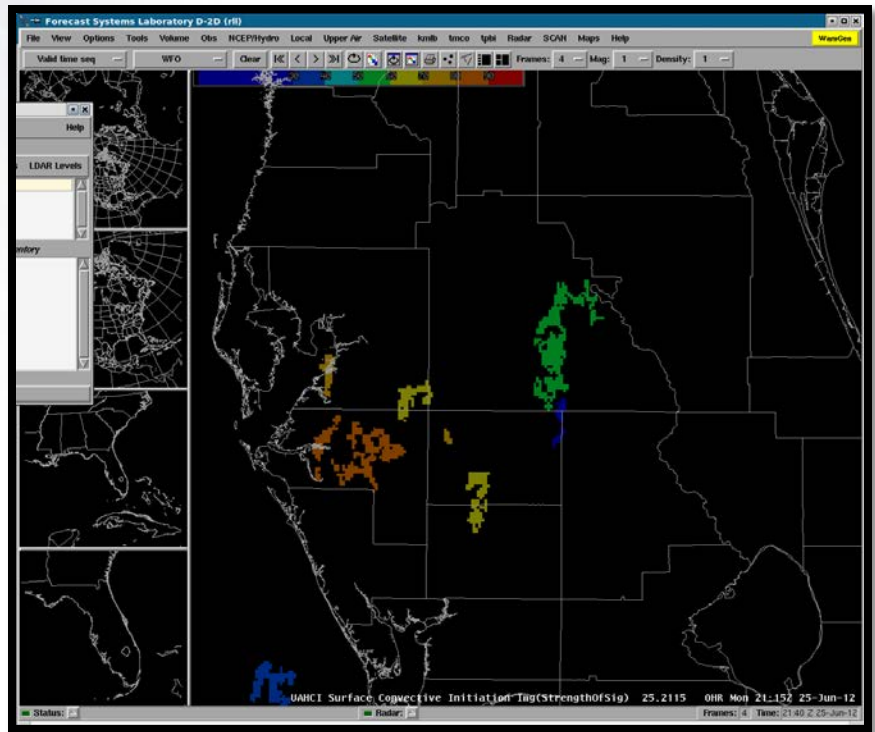 Forecast Systems Laboratory D-2D (rll)
File View Options Tools Volume Obs NCEP/Hydro Local Upper Air Satellite kmlb tmco tpbi Radar SCAN Maps Help WarnGen
Valid time seq WFO Clear Frames: 4 Mag: 1 Density: 1
Help
LDAR Levels
entory
UAHCI Surface Convective Initiation Img(StrengthOfSig) 25.2115 0HR Mon 21:15Z 25-Jun-12
Status: Radar: Frames: 4 Time: 21:40 Z 25-Jun-12